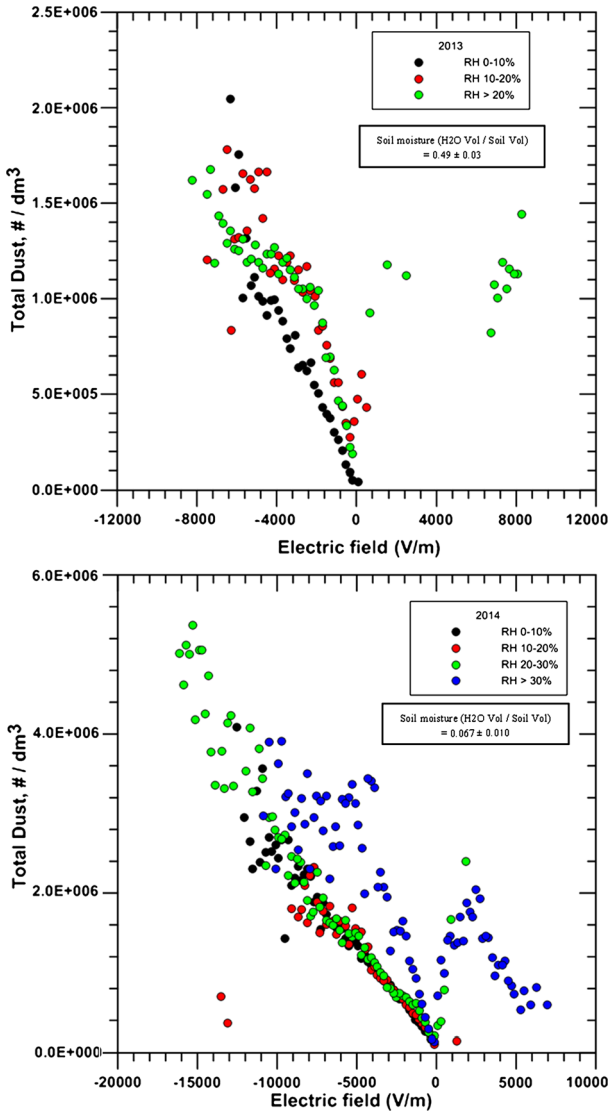 2.5E+006
2013
RH 0-10%
RH 10-20%
RH > 20%
2.0E+006
Soil moisture (H2O Vol / Soil Vol)
= 0.49 ± 0.03
1.5E+006
Total Dust, # / dm3
1.0E+006
5.0E+005
0.0E+000
-12000 -8000 -4000 0 4000 8000 12000
Electric field (V/m)
6.0E+006
2014
RH 0-10%
RH 10-20%
RH 20-30%
RH > 30%
Soil moisture (H2O Vol / Soil Vol)
= 0.067 ± 0.010
4.0E+006
Total Dust, # / dm3
2.0E+006
0.0E+000
-20000 -15000 -10000 -5000 0 5000 10000
Electric field (V/m)